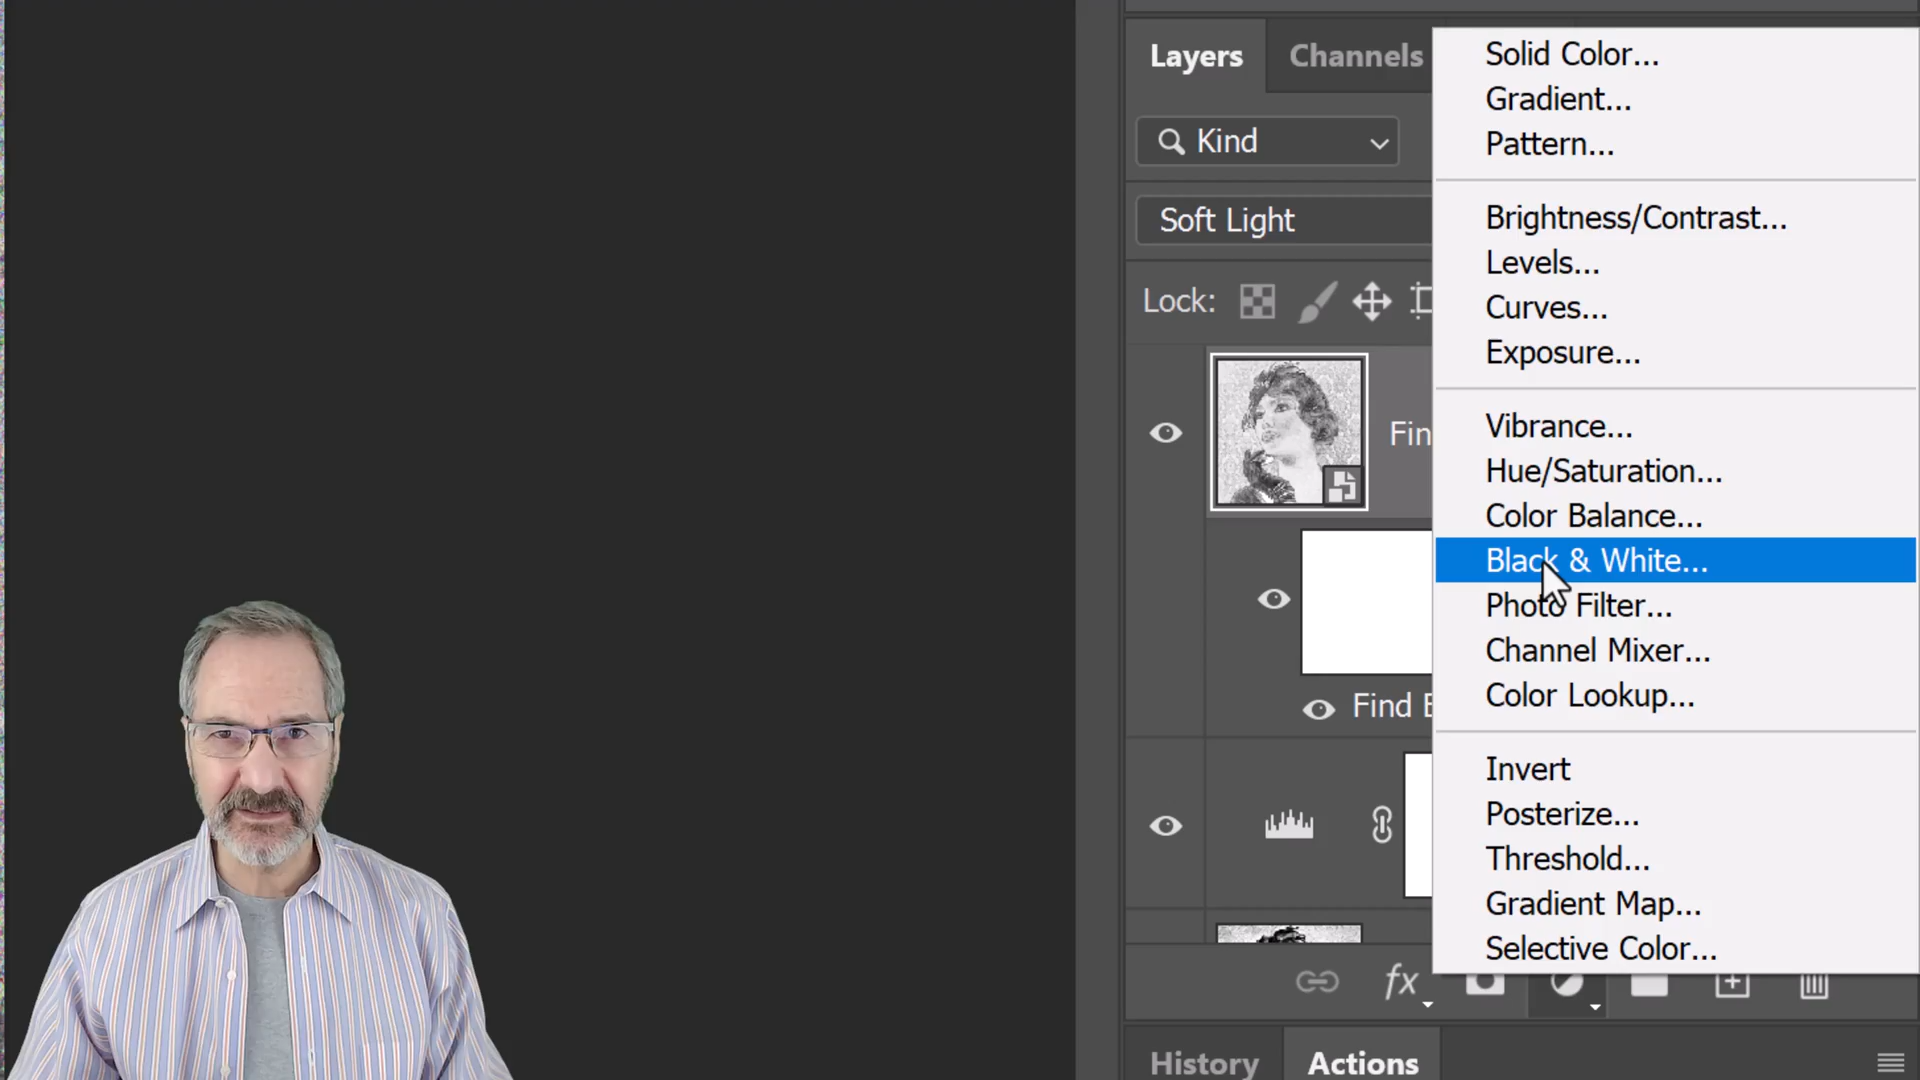 Layers
Channels
Kind
Soft Light
Lock:
Fin
Find E
fx
History
Actions
Solid Color...
Gradient...
Pattern...
Brightness/Contrast...
Levels...
Curves...
Exposure...
Vibrance...
Hue/Saturation...
Color Balance...
Black & White...
Photo Filter...
Channel Mixer...
Color Lookup...
Invert
Posterize...
Threshold...
Gradient Map...
Selective Color...